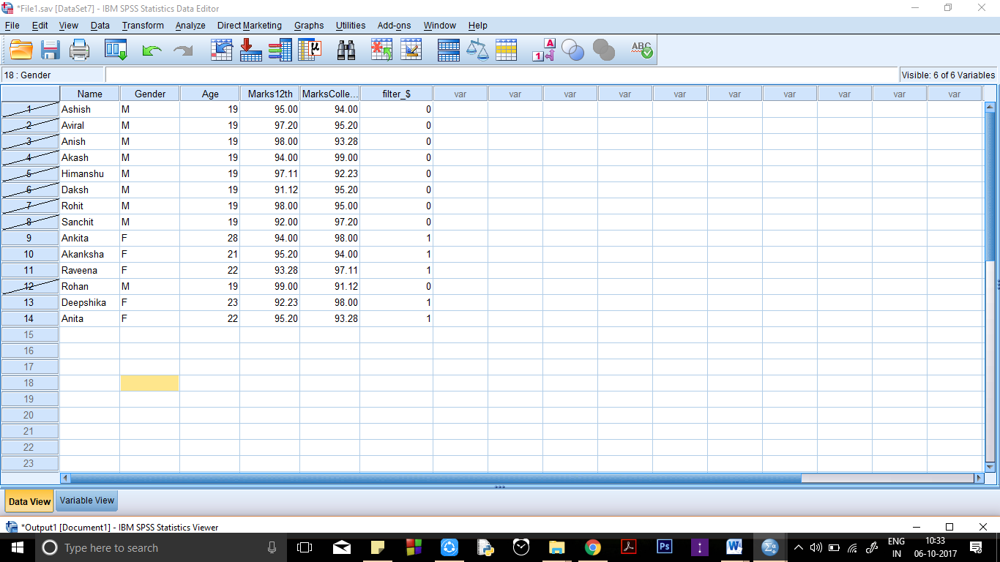 *File1.sav [DataSet7] - IBM SPSS Statistics Data Editor
File Edit View Data Transform Analyze Direct Marketing Graphs Utilities Add-ons Window Help
μ A 1 ABC
18 : Gender Visible: 6 of 6 Variables
Name Gender Age Marks12th MarksColle... filter_$ var var var var var var var var var var
1 Ashish M 19 95.00 94.00 0
2 Aviral M 19 97.20 95.20 0
3 Anish M 19 98.00 93.28 0
4 Akash M 19 94.00 99.00 0
5 Himanshu M 19 97.11 92.23 0
6 Daksh M 19 91.12 95.20 0
7 Rohit M 19 98.00 95.00 0
8 Sanchit M 19 92.00 97.20 0
9 Ankita F 28 94.00 98.00 1
10 Akanksha F 21 95.20 94.00 1
11 Raveena F 22 93.28 97.11 1
12 Rohan M 19 99.00 91.12 0
13 Deepshika F 23 92.23 98.00 1
14 Anita F 22 95.20 93.28 1
15
16
17
18
19
20
21
22
23
Data View Variable View
*Output1 [Document1] - IBM SPSS Statistics Viewer
Type here to search Ps W Σα ENG IN 10:33 06-10-2017